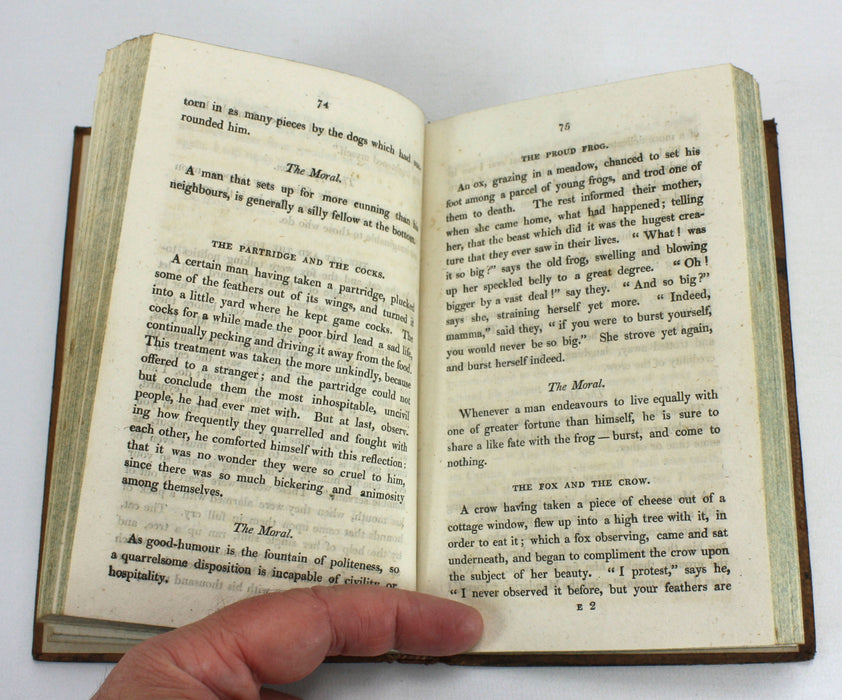 74
torn in as many pieces by the dogs which had
rounded him.
The Moral.
A man that sets up for more cunning than his
neighbours, is generally a silly fellow at the bottom.
THE PARTRIDGE AND THE COCKS.
A certain man having taken a partridge, plucked
some of the feathers out of its wings, and turned it
into a little yard where he kept game cocks. The
cocks for a while made the poor bird lead a sad life,
continually pecking and driving it away from the food.
This treatment was taken the more unkindly, because
offered to a stranger; and the partridge could not
but conclude them the most inhospitable, uncivil
people, he had ever met with. But at last, observ-
ing how frequently they quarrelled and fought with
each other, he comforted himself with this reflection:
that it was no wonder they were so cruel to him,
since there was so much bickering and animosity
among themselves.
The Moral.
As good-humour is the fountain of politeness, so
a quarrelsome disposition is incapable of civility or
hospitality.
75
THE PROUD FROG.
An ox, grazing in a meadow, chanced to set his
foot among a parcel of young frogs, and trod one of
them to death. The rest informed their mother,
when she came home, what had happened; telling
her, that the beast which did it was the hugest crea-
ture that they ever saw in their lives. “ What! was
it so big?” says the old frog, swelling and blowing
up her speckled belly to a great degree. “ Oh!
bigger by a vast deal!” say they. “ And so big?”
says she, straining herself yet more. “ Indeed,
mamma,” said they, “ if you were to burst yourself,
you would never be so big.” She strove yet again,
and burst herself indeed.
The Moral.
Whenever a man endeavours to live equally with
one of greater fortune than himself, he is sure to
share a like fate with the frog — burst, and come to
nothing.
THE FOX AND THE CROW.
A crow having taken a piece of cheese out of a
cottage window, flew up into a high tree with it, in
order to eat it; which a fox observing, came and sat
underneath, and began to compliment the crow upon
the subject of her beauty. “ I protest,” says he,
“ I never observed it before, but your feathers are
E 2